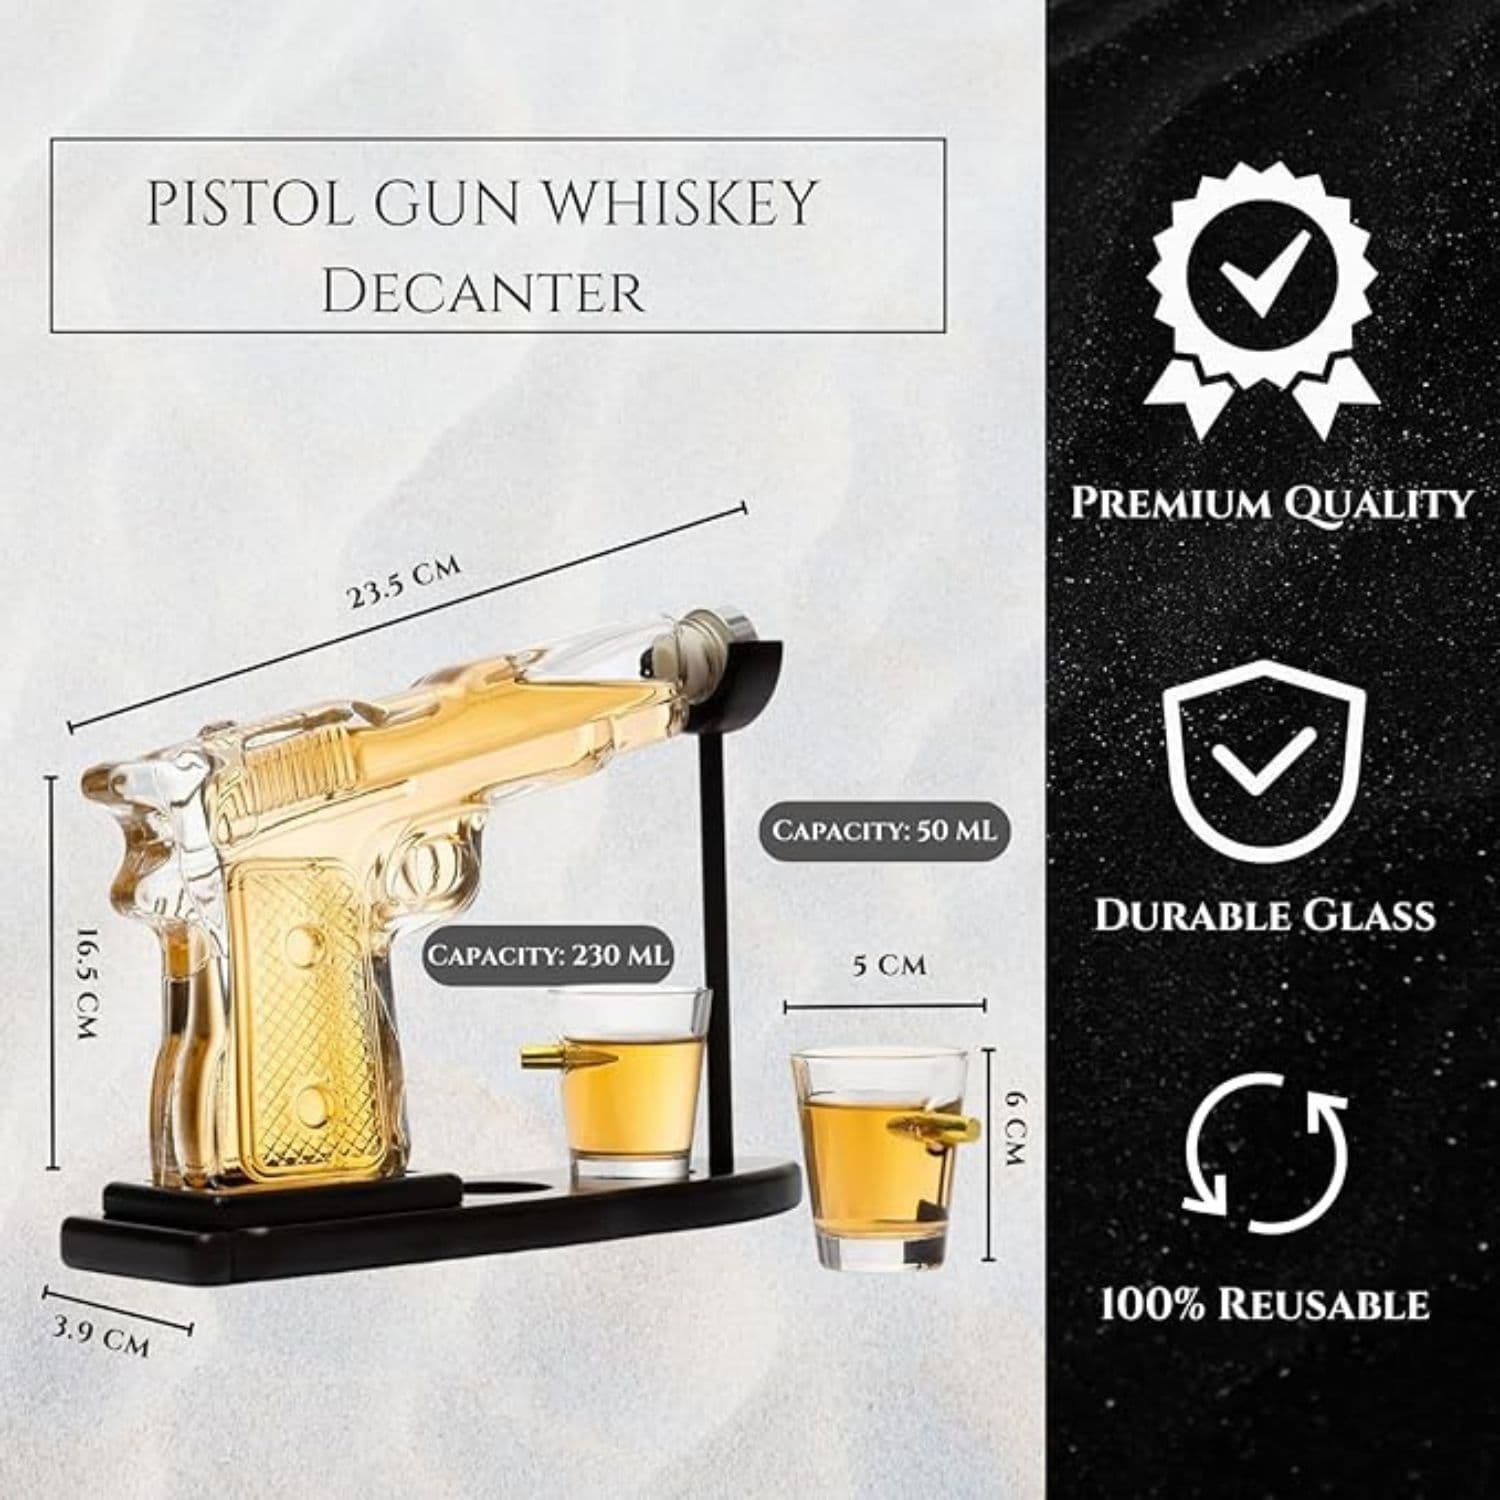 PISTOL GUN WHISKEY
DECANTER
23.5 CM
16.5 CM
CAPACITY: 50 ML
CAPACITY: 230 ML
5 CM
6 CM
3.9 CM
PREMIUM QUALITY
DURABLE GLASS
100% REUSABLE